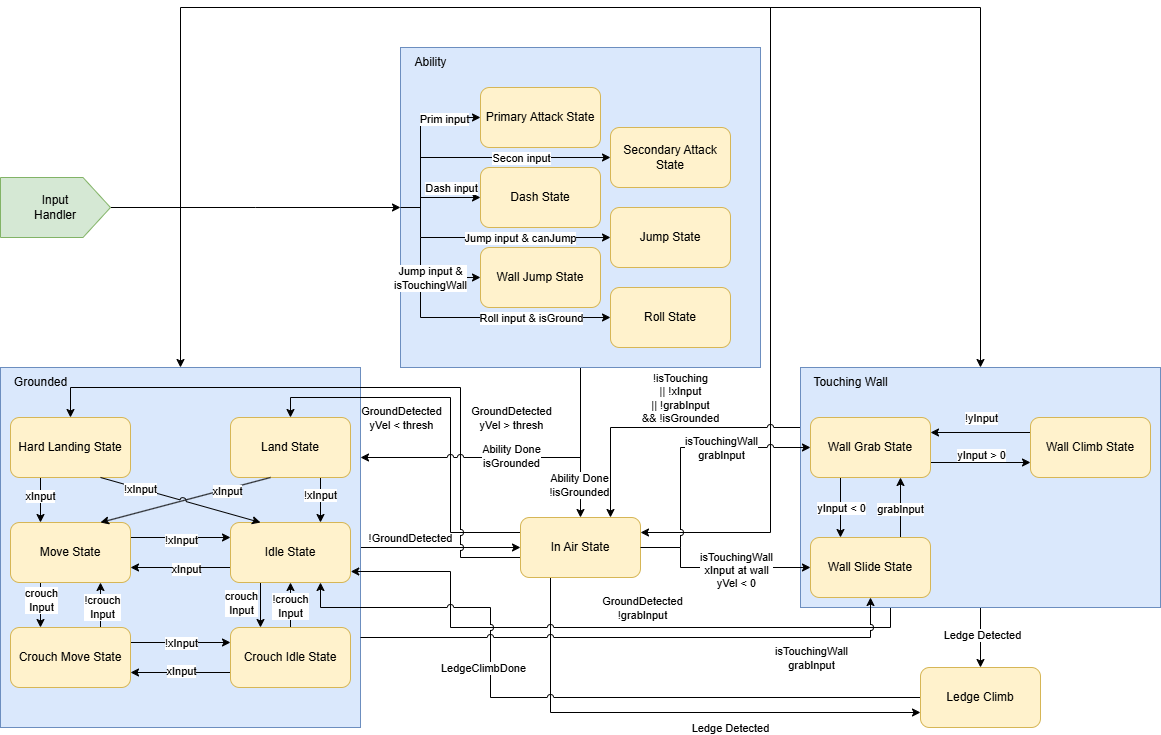 Ability
Prim input
Primary Attack State
Secon input
Secondary Attack
State
Input
Handler
Dash input
Dash State
Jump input & canJump
Jump State
Jump input &
isTouchingWall
Wall Jump State
Roll input & isGround
Roll State
Grounded
Hard Landing State
Land State
xInput
!xInput
xInput
!xInput
Move State
!xInput
xInput
Idle State
crouch
Input
!crouch
Input
crouch
Input
!crouch
Input
Crouch Move State
!xInput
xInput
Crouch Idle State
GroundDetected
yVel < thresh
GroundDetected
yVel > thresh
Ability Done
isGrounded
Ability Done
!isGrounded
!isTouching
|| !xInput
|| !grabInput
&& !isGrounded
!GroundDetected
In Air State
isTouchingWall
grabInput
isTouchingWall
xInput at wall
yVel < 0
Touching Wall
Wall Grab State
!yInput
yInput > 0
Wall Climb State
yInput < 0
grabInput
Wall Slide State
GroundDetected
!grabInput
isTouchingWall
grabInput
Ledge Detected
LedgeClimbDone
Ledge Climb
Ledge Detected